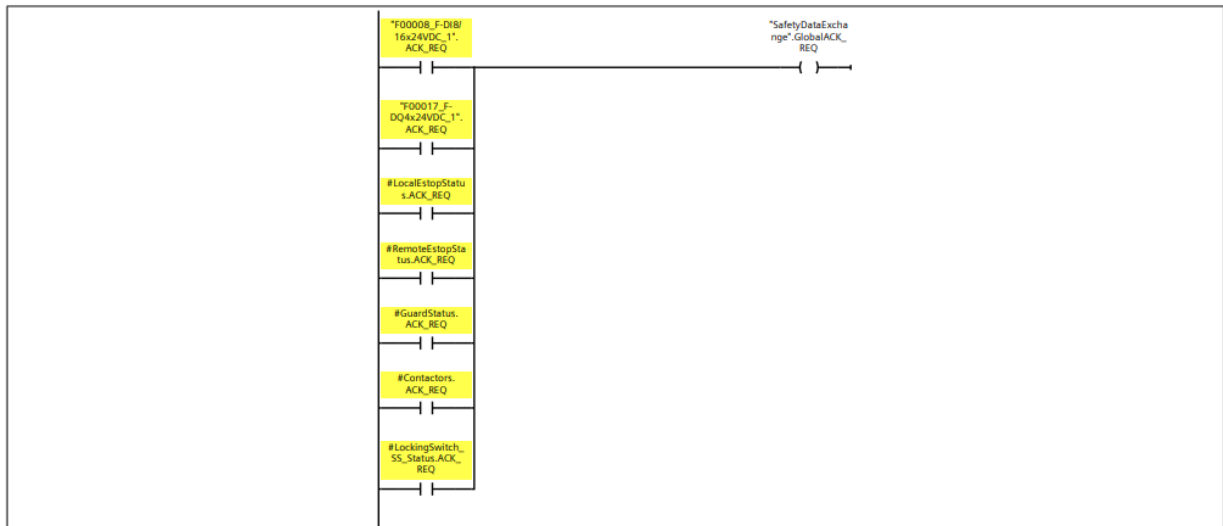 "F00008_F-DI8/
16x24VDC_1".
ACK_REQ
"SafetyDataExcha
nge".GlobalACK_
REQ
"F00017_F-
DQ4x24VDC_1".
ACK_REQ
#LocalEstopStatu
s.ACK_REQ
#RemoteEstopSta
tus.ACK_REQ
#GuardStatus.
ACK_REQ
#Contactors.
ACK_REQ
#LockingSwitch_
SS_Status.ACK_
REQ